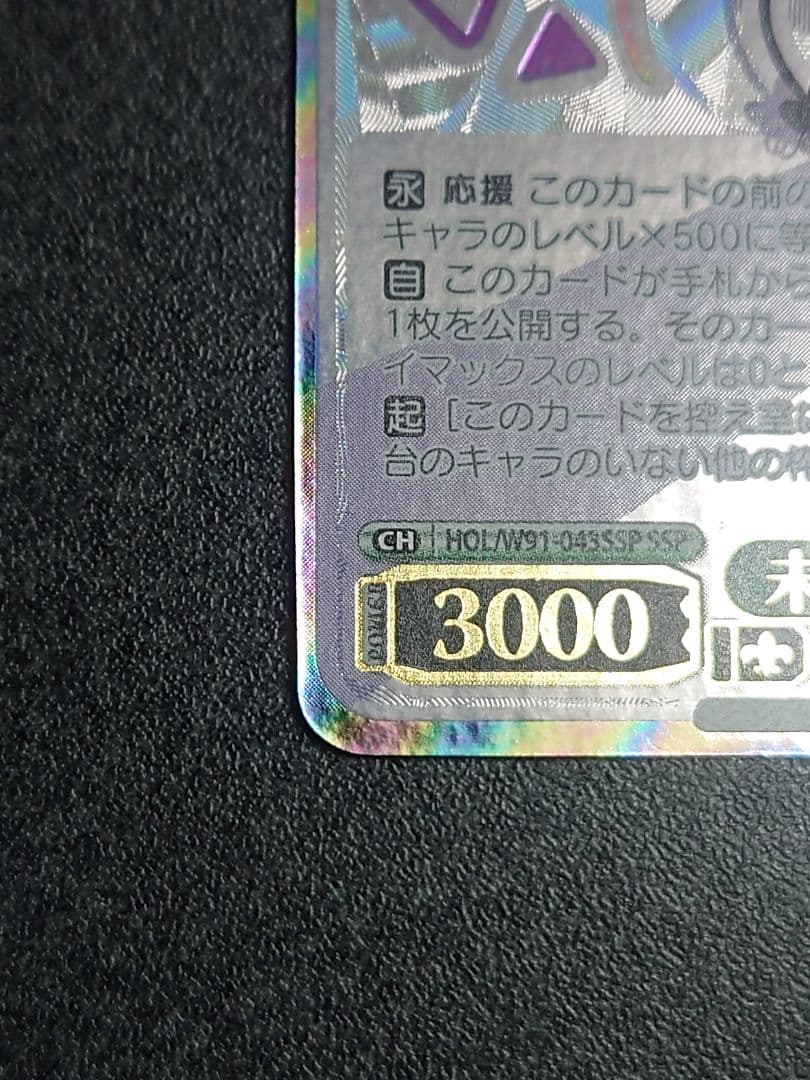 永 応援 このカードの前の
キャラのレベル×500に等
自 このカードが手札から
1枚を公開する。そのカー
イマックスのレベルは0と
起 [このカードを控え室に
台のキャラのいない他の枠
CH HOL/W91-043SSP SSP
POWER 3000
未